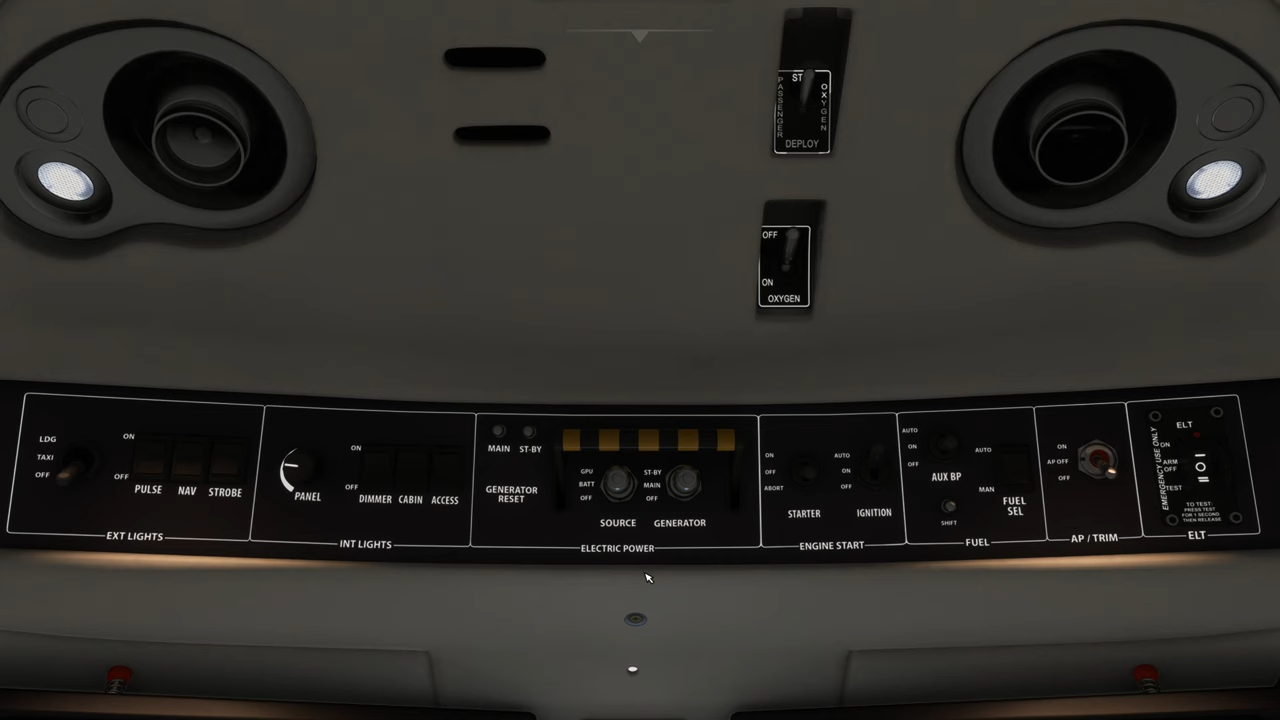 ST
PASSENGER
OXYGEN
DEPLOY
OFF
ON
OXYGEN
LDG
TAXI
OFF
ON
OFF
PULSE
NAV
STROBE
EXT LIGHTS
PANEL
ON
OFF
DIMMER
CABIN
ACCESS
INT LIGHTS
MAIN
ST-BY
GENERATOR
RESET
GPU
BATT
OFF
SOURCE
ST-BY
MAIN
OFF
GENERATOR
ELECTRIC POWER
ON
OFF
ABORT
STARTER
AUTO
ON
OFF
IGNITION
ENGINE START
AUTO
ON
OFF
AUX BP
SHIFT
AUTO
MAN
FUEL
SEL
FUEL
ON
AP OFF
OFF
AP / TRIM
EMERGENCY USE ONLY
ELT
ON
ARM
OFF
TEST
TO TEST:
PRESS TEST
FOR 1 SECOND
THEN RELEASE
ELT